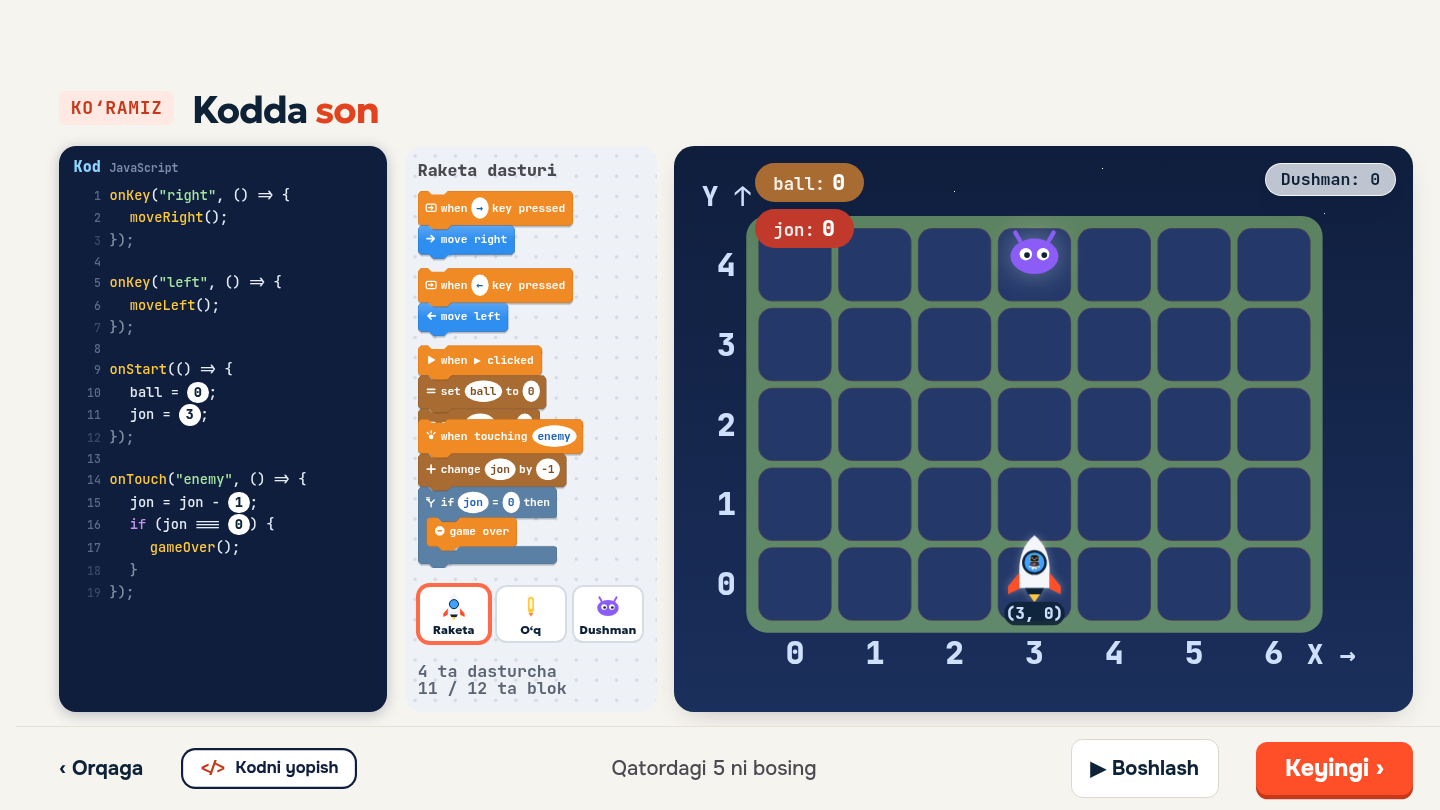 KOʻRAMIZ
Kodda son
Kod JavaScript
1 onKey("right", () => {
2 moveRight();
3 });
4
5 onKey("left", () => {
6 moveLeft();
7 });
8
9 onStart(() => {
10 ball = 0;
11 jon = 3;
12 });
13
14 onTouch("enemy", () => {
15 jon = jon - 1;
16 if (jon === 0) {
17 gameOver();
18 }
19 });
Raketa dasturi
when → key pressed
→ move right
when ← key pressed
← move left
when ▶ clicked
= set ball to 0
when touching enemy
+ change jon by -1
if jon = 0 then
game over
Raketa
Oʻq
Dushman
4 ta dasturcha
11 / 12 ta blok
ball: 0
jon: 0
Dushman: 0
Y ↑
4
3
2
1
0
(3, 0)
0 1 2 3 4 5 6 X →
‹ Orqaga
</> Kodni yopish
Qatordagi 5 ni bosing
▶ Boshlash
Keyingi ›